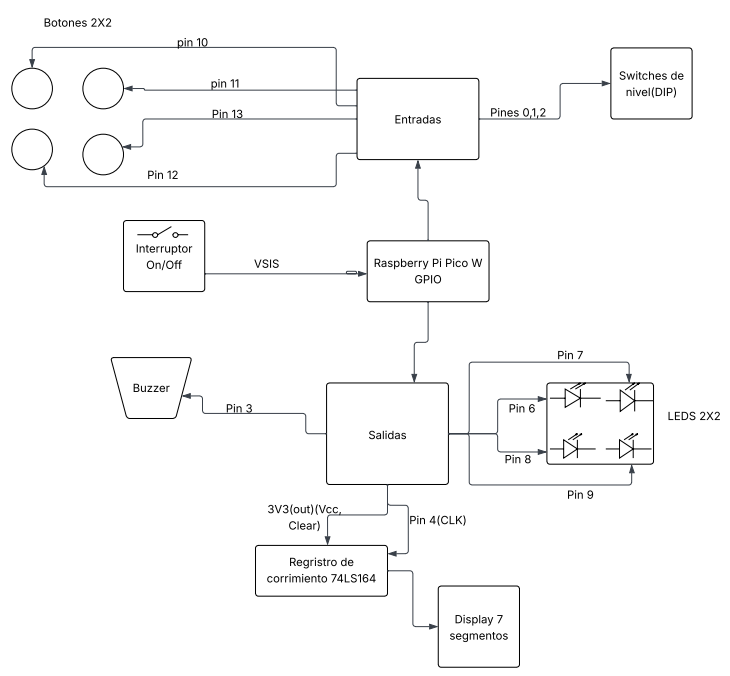 Botones 2X2
pin 10
pin 11
Pin 13
Pin 12
Entradas
Pines 0,1,2
Switches de
nivel(DIP)
Interruptor
On/Off
VSIS
Raspberry Pi Pico W
GPIO
Buzzer
Pin 3
Salidas
Pin 7
Pin 6
Pin 8
Pin 9
LEDS 2X2
3V3(out)(Vcc,
Clear)
Pin 4(CLK)
Regristro de
corrimiento 74LS164
Display 7
segmentos